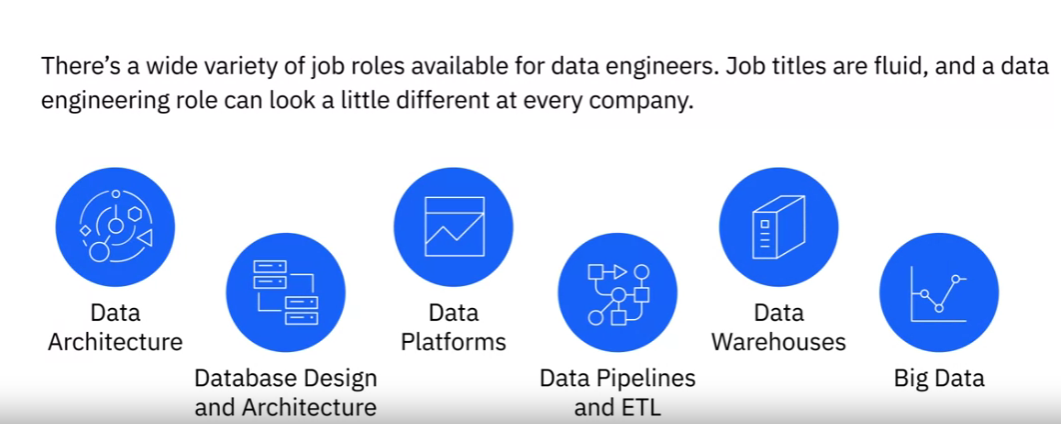 There's a wide variety of job roles available for data engineers. Job titles are fluid, and a data
engineering role can look a little different at every company.
Data
Architecture
Database Design
and Architecture
Data
Platforms
Data Pipelines
and ETL
Data
Warehouses
Big Data